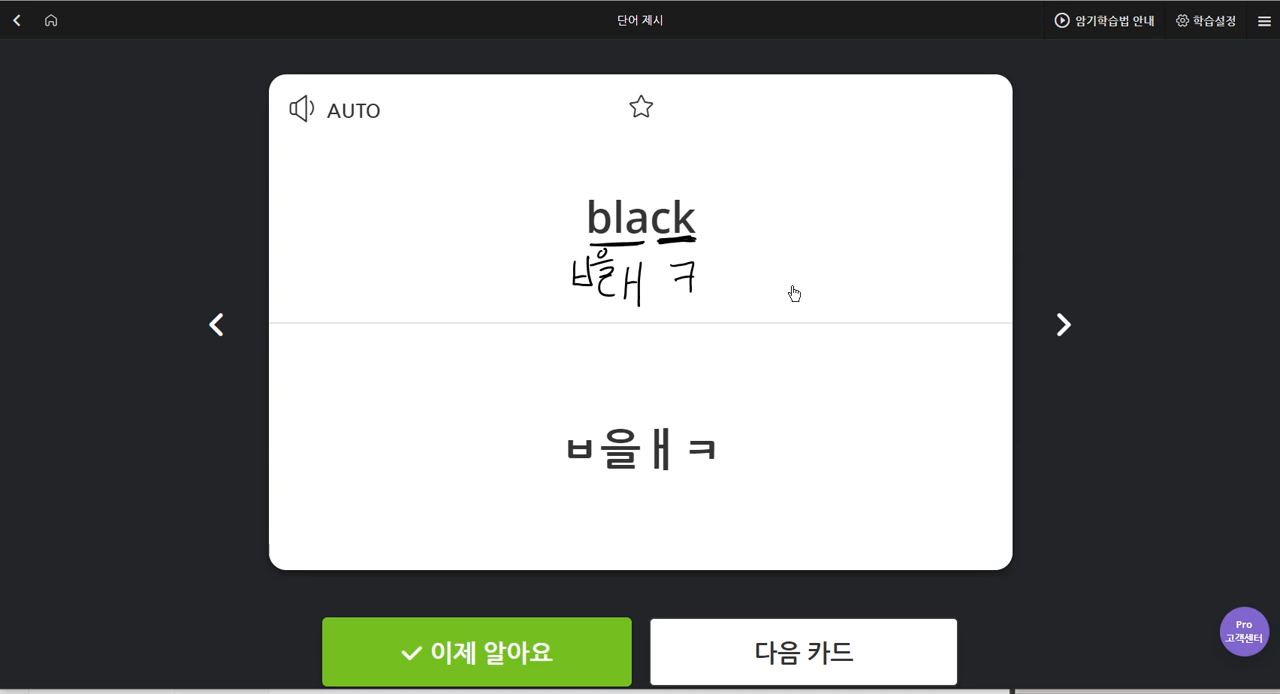 단어 제시
암기학습법 안내
학습설정
AUTO
black
ㅂ을ㅐ ㅋ
ㅂ을ㅐㅋ
이제 알아요
다음 카드
Pro
고객센터